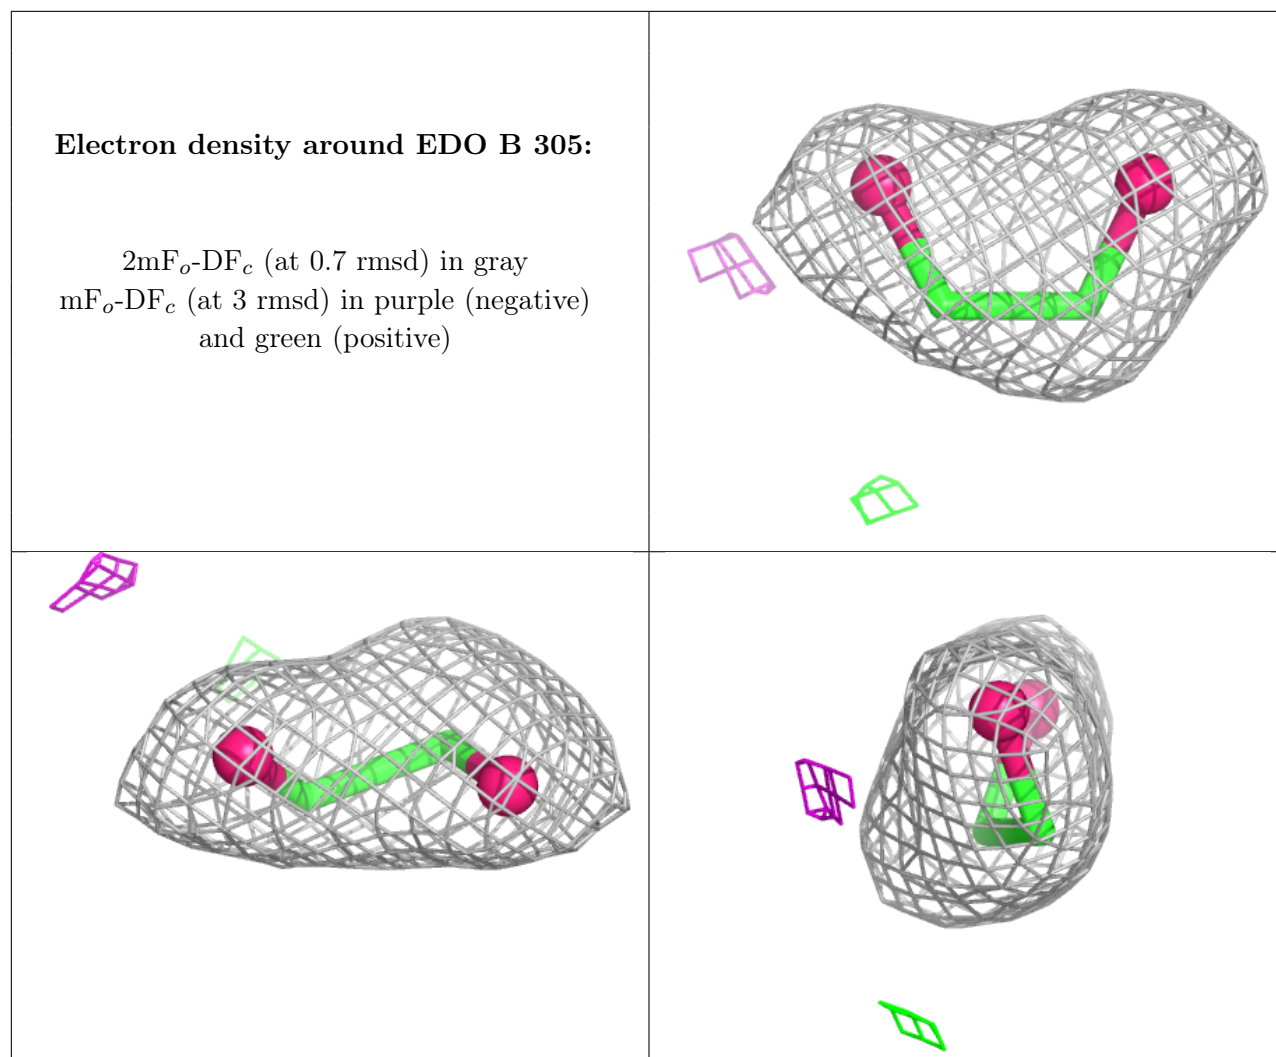 Electron density around EDO B 305:
2mFo-DFc (at 0.7 rmsd) in gray
mFo-DFc (at 3 rmsd) in purple (negative)
and green (positive)